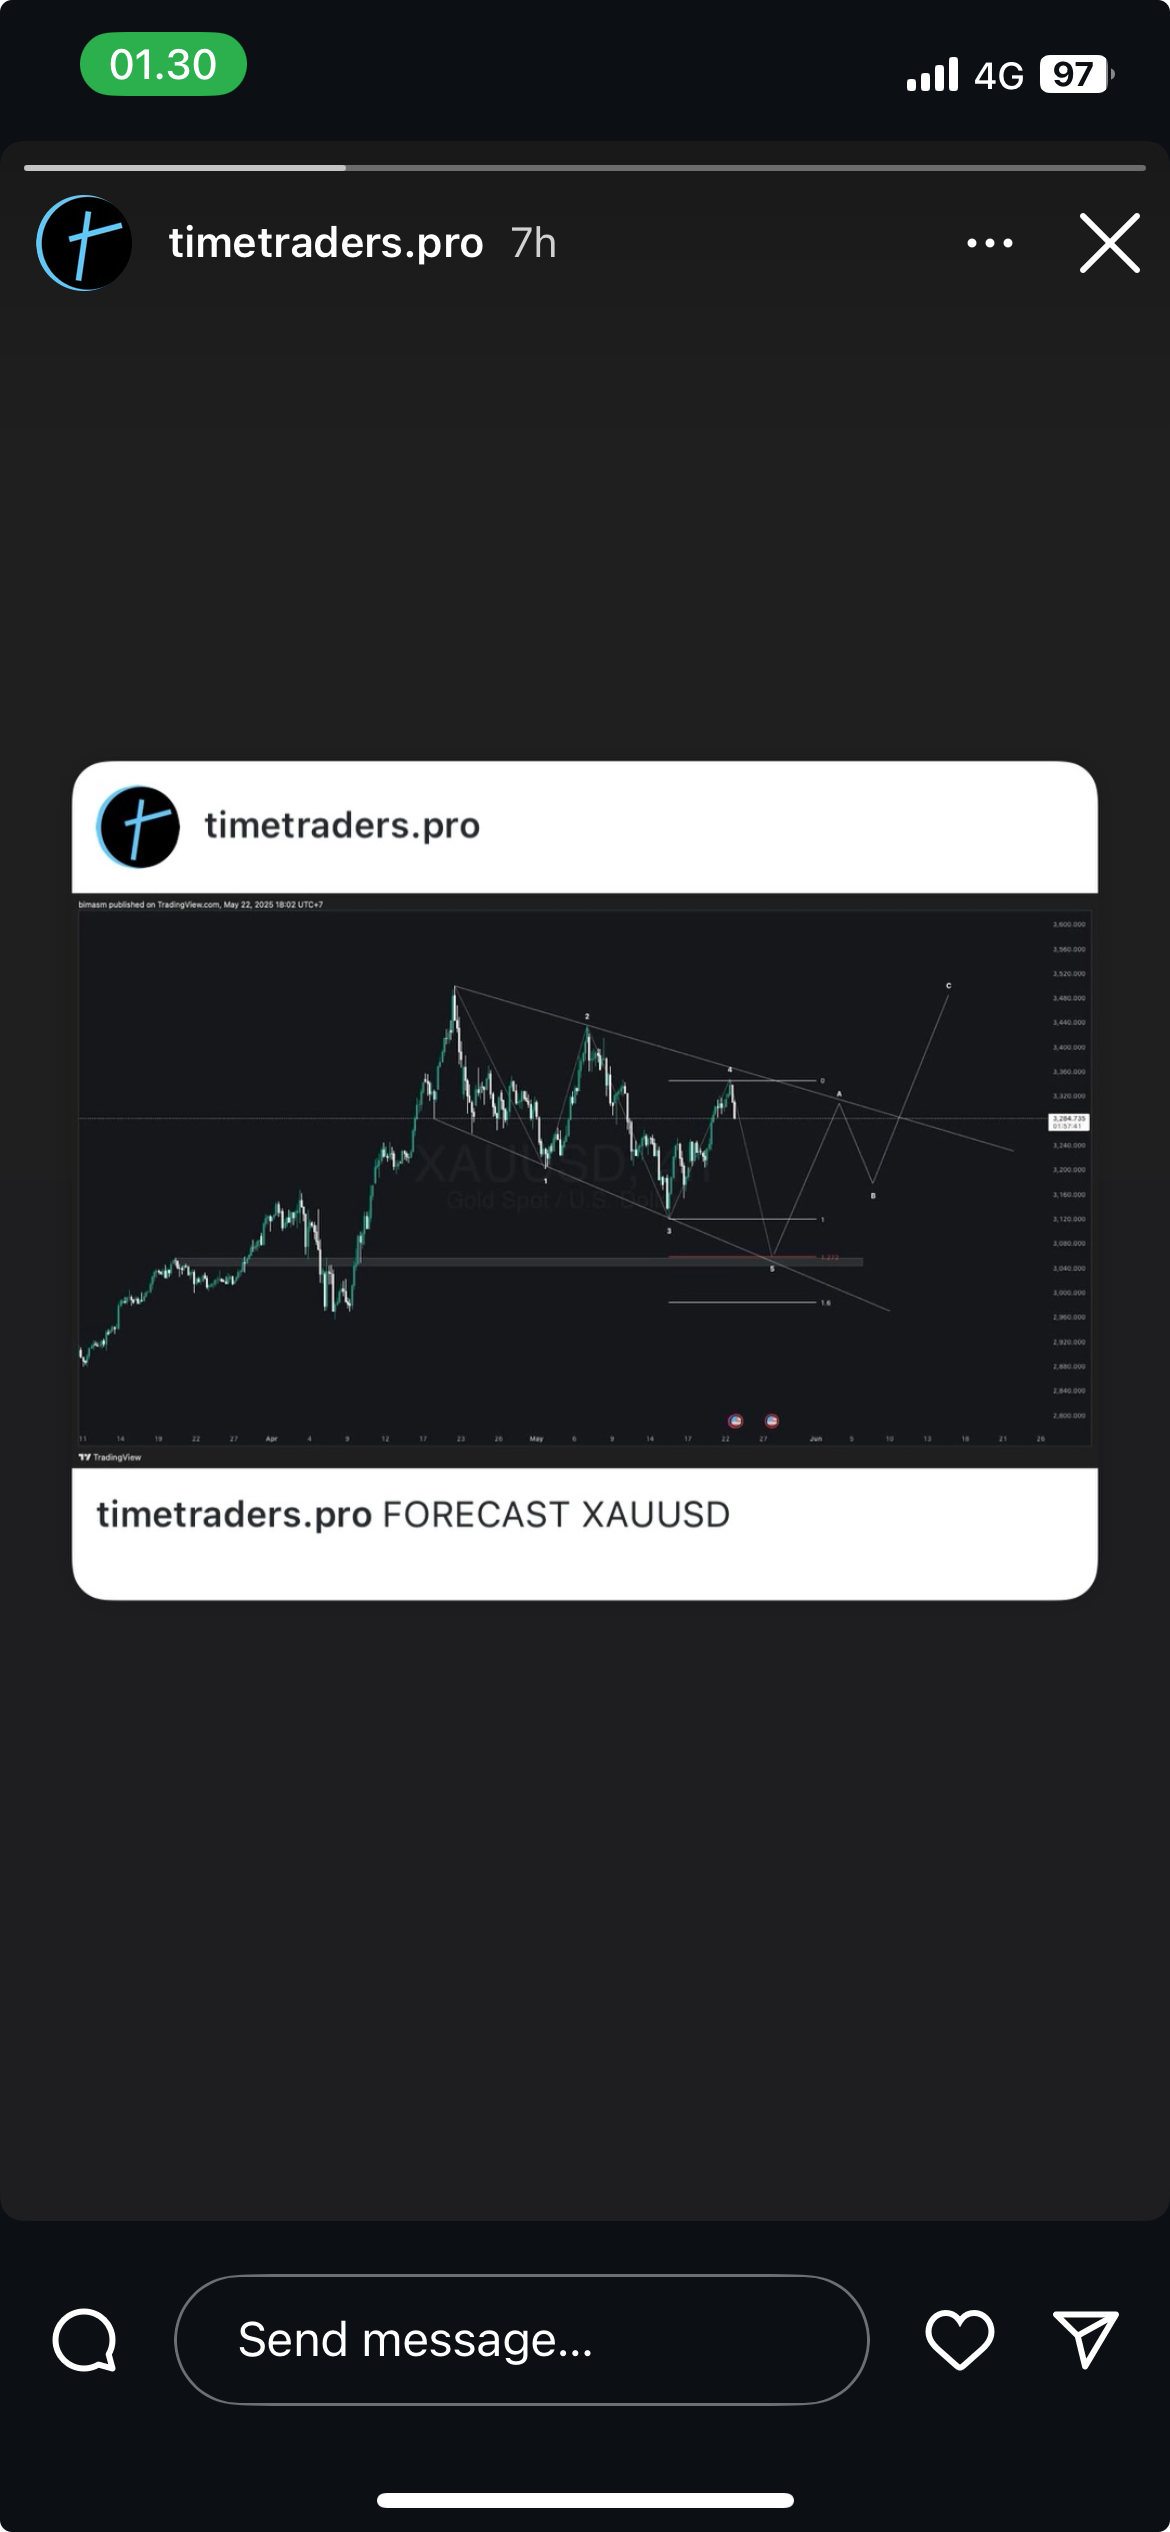 01.30
4G 97
timetraders.pro 7h
timetraders.pro
bimasm published on TradingView.com, May 22, 2025 18:02 UTC+7
3,600.000
3,560.000
3,520.000
C
3,480.000
2
3,440.000
3,400.000
4
3,360.000
0
A
3,320.000
3,284.735
01:57:41
XAUUSD,
3,240.000
1
3,200.000
Gold Spot / U.S. Doll
B
3,160.000
1
3,120.000
3
3,080.000
1.272
5
3,040.000
1.6
3,000.000
2,960.000
2,920.000
2,880.000
2,840.000
2,800.000
11 14 19 22 27 Apr 4 9 12 17 23 28 May 6 9 14 17 22 27 Jun 5 10 13 18 21 26
TradingView
timetraders.pro FORECAST XAUUSD
Send message...